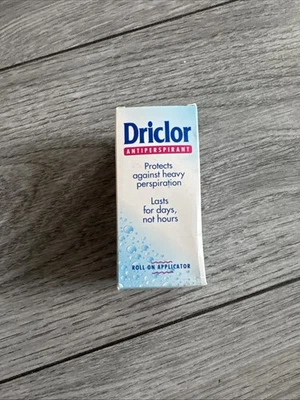 Driclor
ANTIPERSPIRANT
Protects
against heavy
perspiration
Lasts
for days,
not hours
ROLL ON APPLICATOR